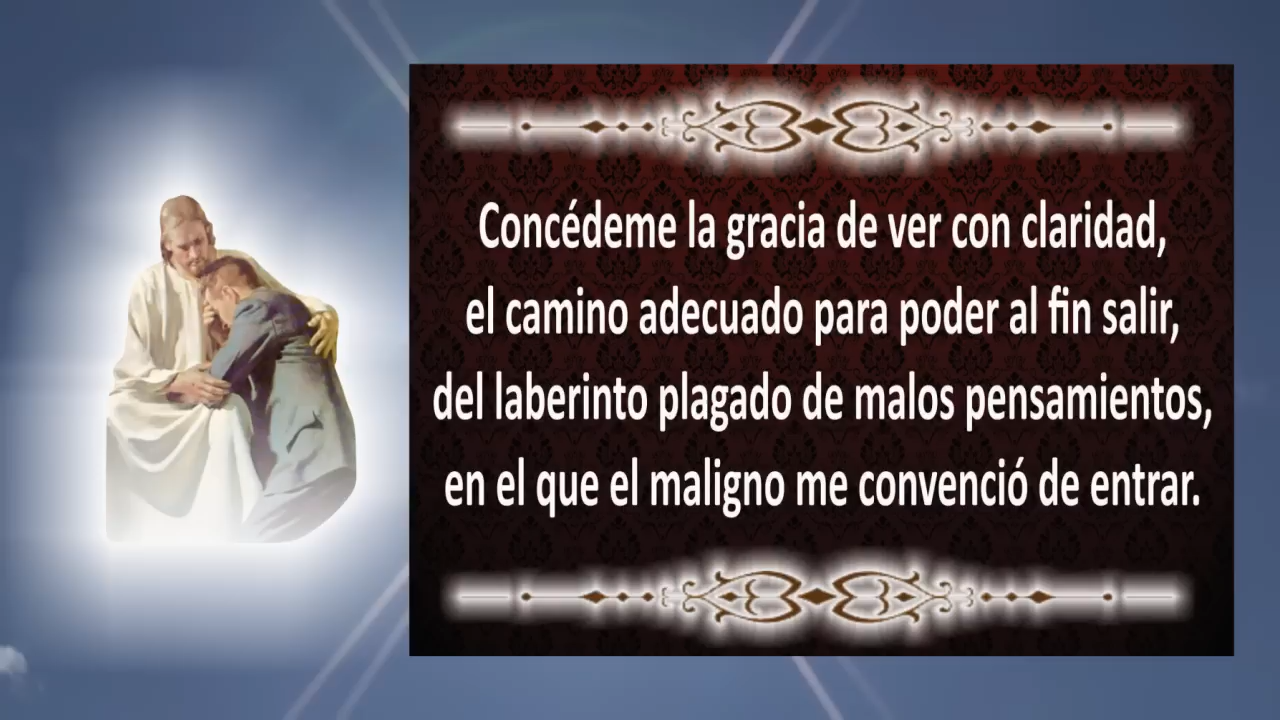 Concédeme la gracia de ver con claridad,
el camino adecuado para poder al fin salir,
del laberinto plagado de malos pensamientos,
en el que el maligno me convenció de entrar.